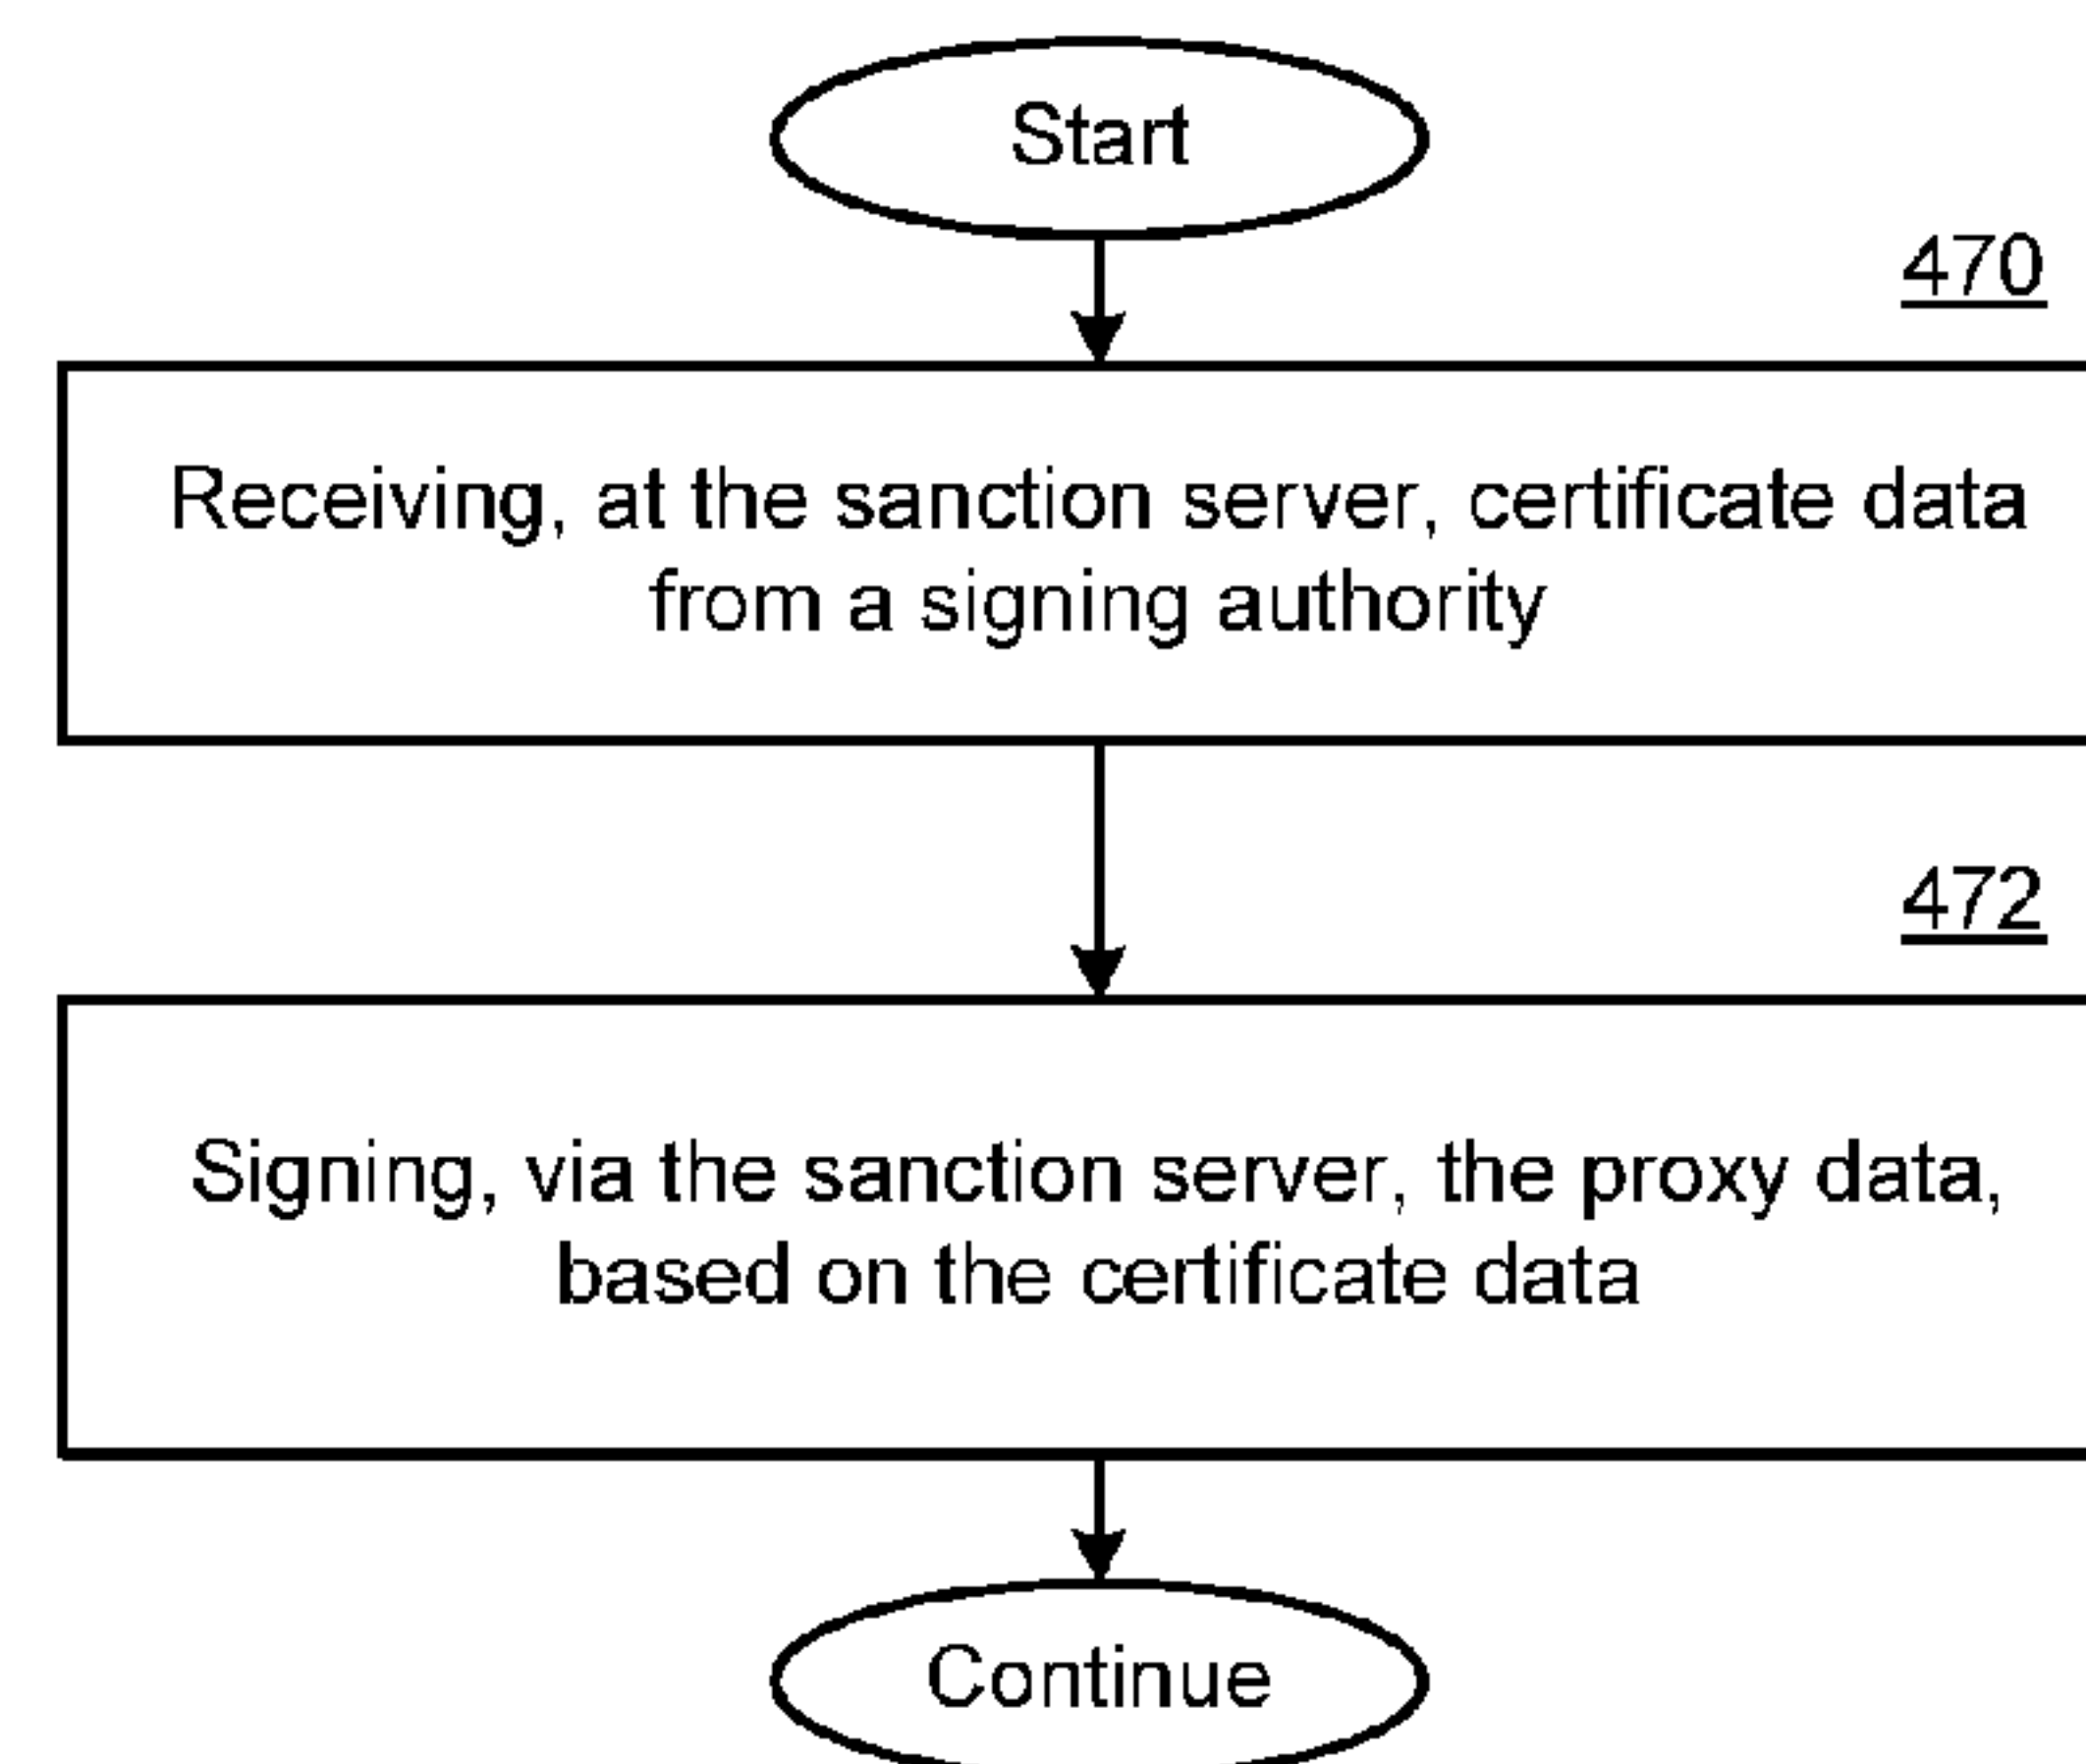 Start
470
Receiving, at the sanction server, certificate data
from a signing authority
472
Signing, via the sanction server, the proxy data,
based on the certificate data
Continue